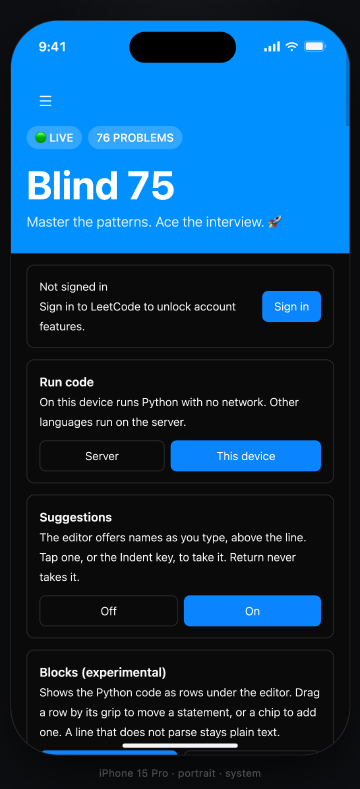 9:41
LIVE
76 PROBLEMS
Blind 75
Master the patterns. Ace the interview. 🚀
Not signed in
Sign in to LeetCode to unlock account
features.
Sign in
Run code
On this device runs Python with no network. Other
languages run on the server.
Server
This device
Suggestions
The editor offers names as you type, above the line.
Tap one, or the Indent key, to take it. Return never
takes it.
Off
On
Blocks (experimental)
Shows the Python code as rows under the editor. Drag
a row by its grip to move a statement, or a chip to add
one. A line that does not parse stays plain text.
iPhone 15 Pro · portrait · system